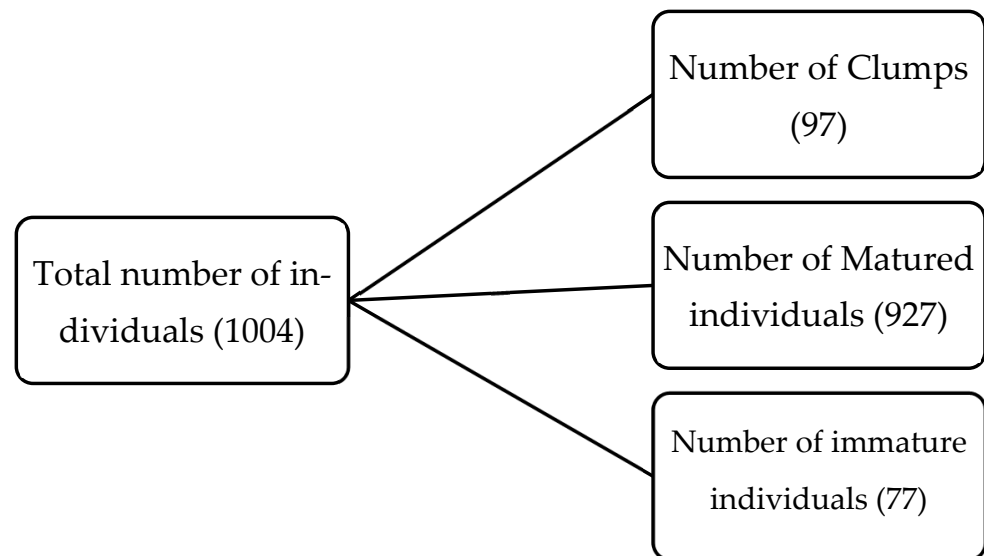 Total number of in-
dividuals (1004)
Number of Clumps
(97)
Number of Matured
individuals (927)
Number of immature
individuals (77)